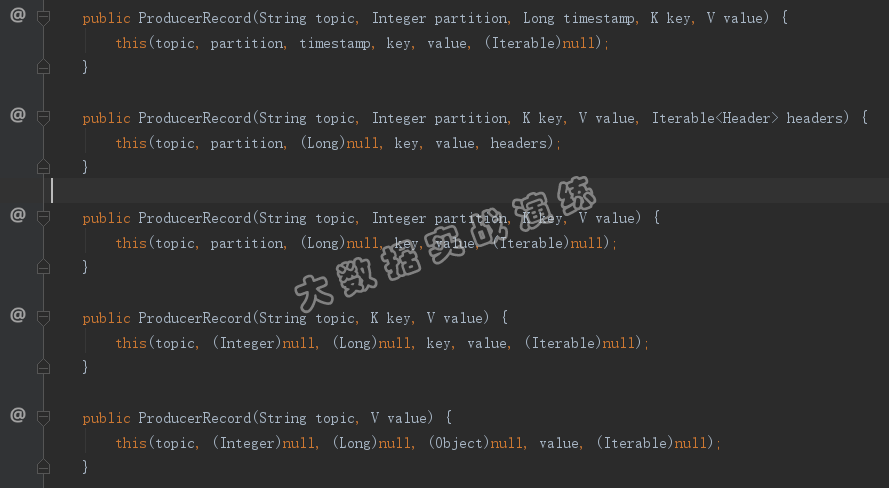 @ public ProducerRecord(String topic, Integer partition, Long timestamp, K key, V value) {
this(topic, partition, timestamp, key, value, (Iterable)null);
}
@ public ProducerRecord(String topic, Integer partition, K key, V value, Iterable<Header> headers) {
this(topic, partition, (Long)null, key, value, headers);
}
@ public ProducerRecord(String topic, Integer partition, K key, V value) {
this(topic, partition, (Long)null, key, value, (Iterable)null);
}
大数据实战演练
@ public ProducerRecord(String topic, K key, V value) {
this(topic, (Integer)null, (Long)null, key, value, (Iterable)null);
}
@ public ProducerRecord(String topic, V value) {
this(topic, (Integer)null, (Long)null, (Object)null, value, (Iterable)null);
}